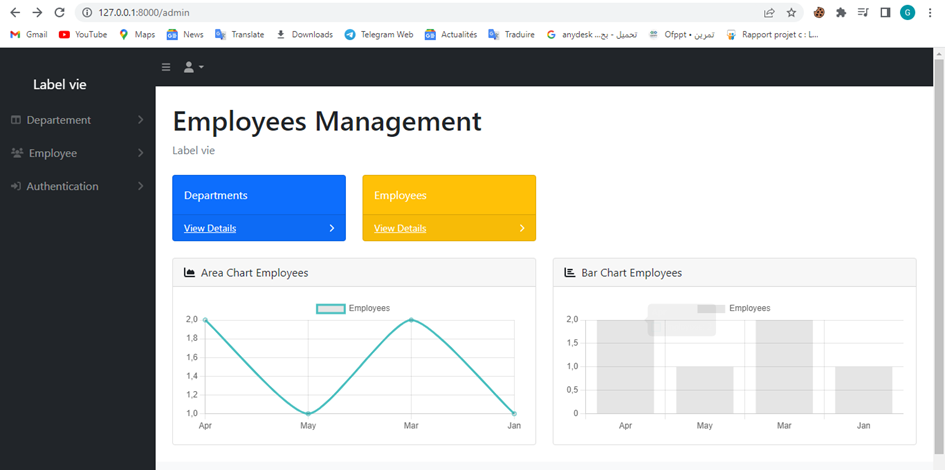 127.0.0.1:8000/admin
G
Gmail YouTube Maps News Translate Downloads Telegram Web Actualités Traduire anydesk تحميل - بح... Ofppt • تمرين Rapport projet c : L...
Label vie
Departement
Employee
Authentication
Employees Management
Label vie
Departments
View Details
Employees
View Details
Area Chart Employees
Employees
2,0
1,8
1,6
1,4
1,2
1,0
Apr May Mar Jan
Bar Chart Employees
Employees
2,0
1,5
1,0
0,5
0
Apr May Mar Jan